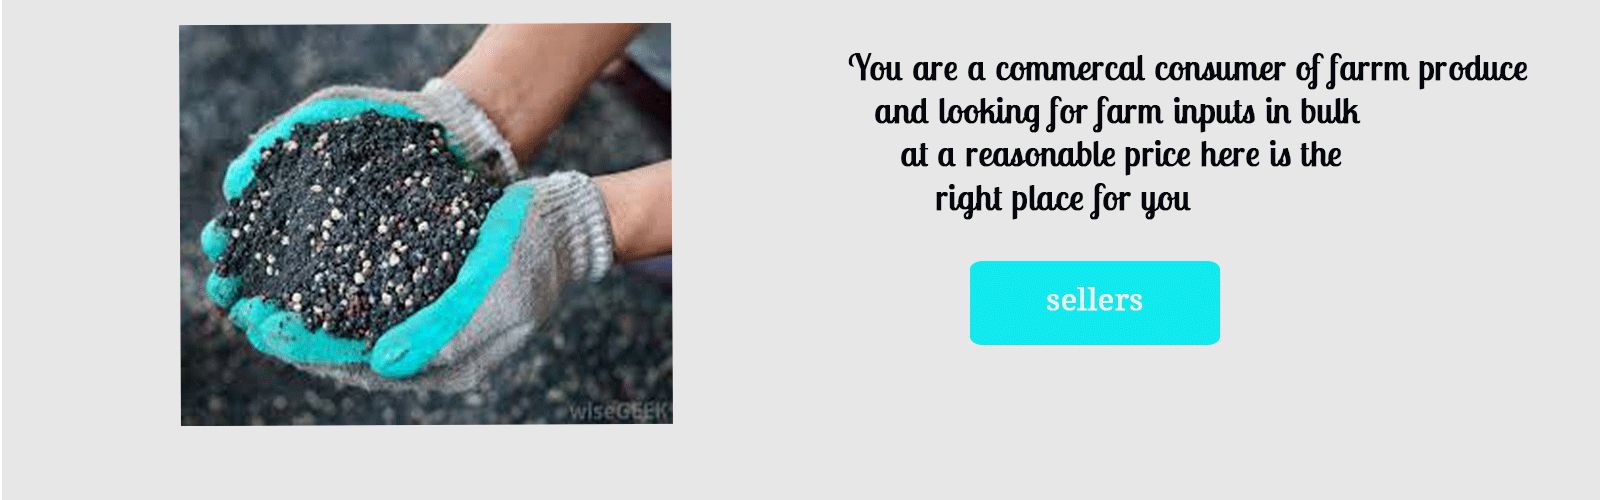 You are a commercal consumer of farrm produce
and looking for farm inputs in bulk
at a reasonable price here is the
right place for you
sellers
wiseGEEK